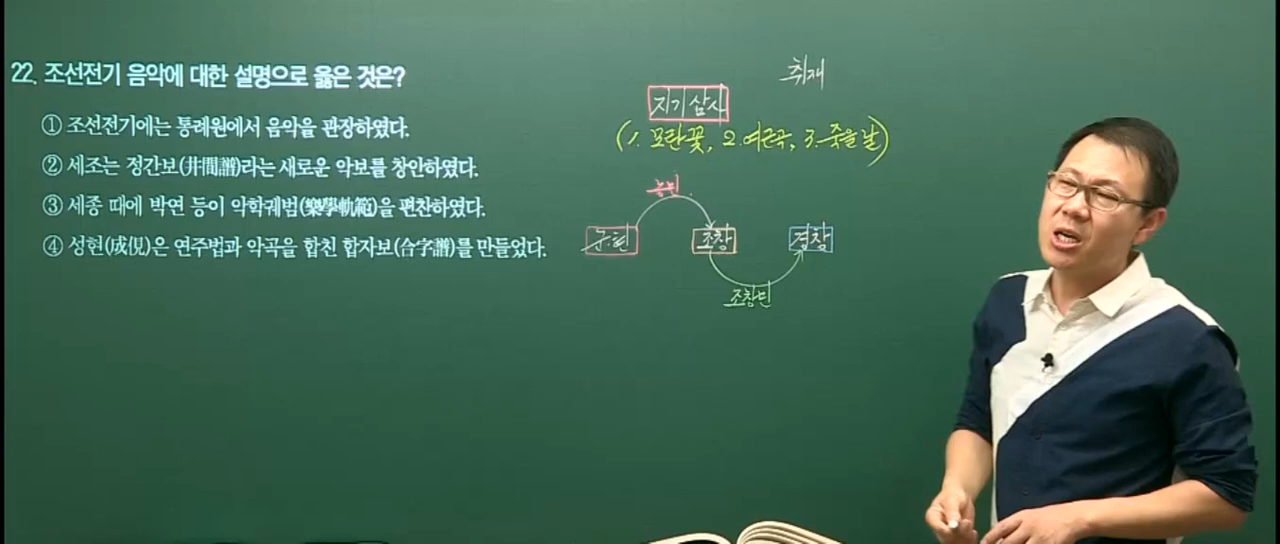 22. 조선전기 음악에 대한 설명으로 옳은 것은?
① 조선전기에는 통례원에서 음악을 관장하였다.
② 세조는 정간보(井間譜)라는 새로운 악보를 창안하였다.
③ 세종 때에 박연 등이 악학궤범(樂學軌範)을 편찬하였다.
④ 성현(成俔)은 연주법과 악곡을 합친 합자보(合字譜)를 만들었다.
취재
지기삼사
(1. 모란꽃, 2. 여근곡, 3. 죽을 날)
조창
경창
조창민